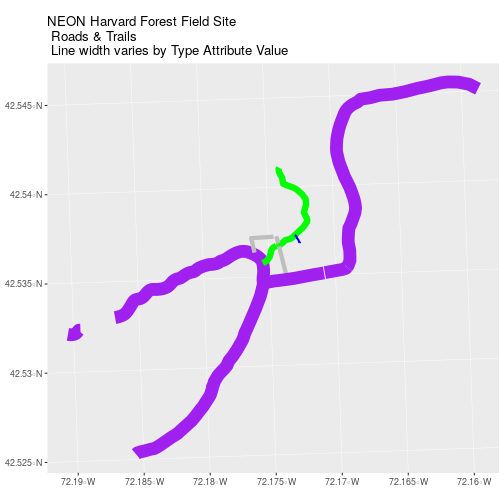 NEON Harvard Forest Field Site
Roads & Trails
Line width varies by Type Attribute Value
42.545°N
42.54°N
42.535°N
42.53°N
42.525°N
72.19°W
72.185°W
72.18°W
72.175°W
72.17°W
72.165°W
72.16°W